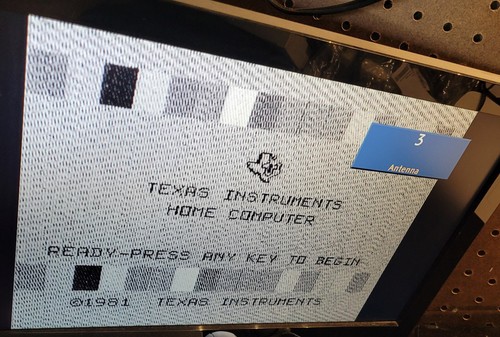 3
Antenna
TEXAS INSTRUMENTS
HOME COMPUTER
READY-PRESS ANY KEY TO BEGIN
©1981 TEXAS INSTRUMENTS